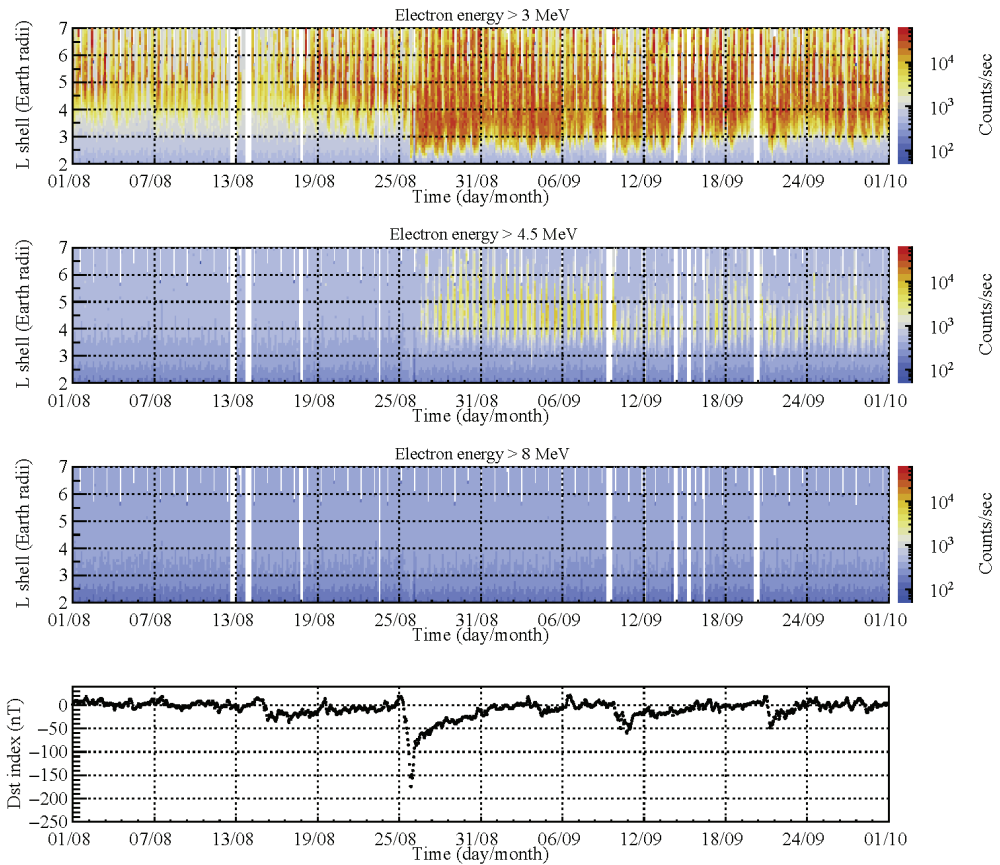 Electron energy > 3 MeV
L shell (Earth radii)
7
6
5
4
3
2
01/08 07/08 13/08 19/08 25/08 31/08 06/09 12/09 18/09 24/09 01/10
Time (day/month)
10^4
10^3
10^2
Counts/sec
Electron energy > 4.5 MeV
L shell (Earth radii)
7
6
5
4
3
2
01/08 07/08 13/08 19/08 25/08 31/08 06/09 12/09 18/09 24/09 01/10
Time (day/month)
10^4
10^3
10^2
Counts/sec
Electron energy > 8 MeV
L shell (Earth radii)
7
6
5
4
3
2
01/08 07/08 13/08 19/08 25/08 31/08 06/09 12/09 18/09 24/09 01/10
Time (day/month)
10^4
10^3
10^2
Counts/sec
Dst index (nT)
0
−50
−100
−150
−200
−250
01/08 07/08 13/08 19/08 25/08 31/08 06/09 12/09 18/09 24/09 01/10
Time (day/month)